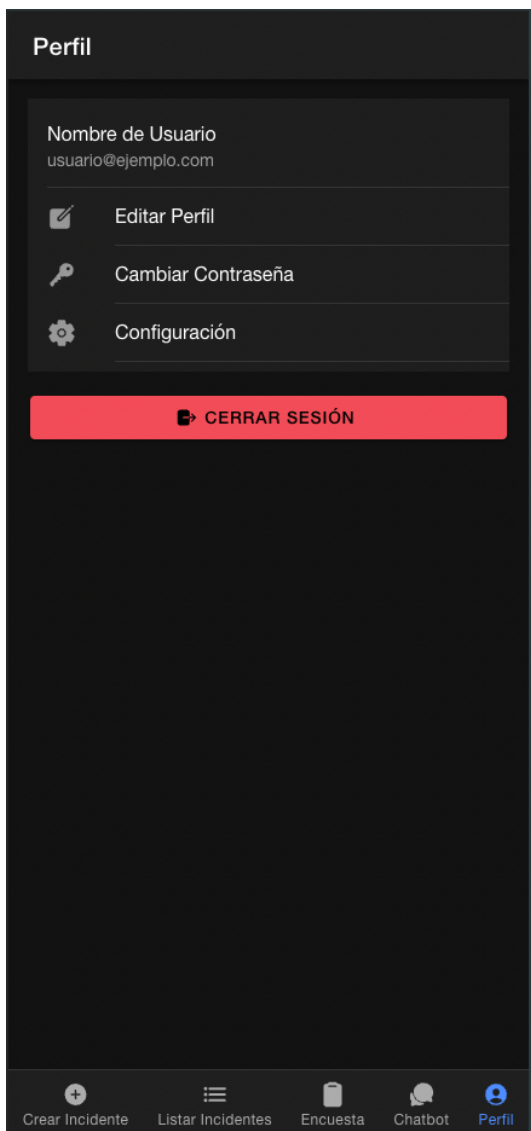 Perfil
Nombre de Usuario
usuario@ejemplo.com
Editar Perfil
Cambiar Contraseña
Configuración
CERRAR SESIÓN
Crear Incidente
Listar Incidentes
Encuesta
Chatbot
Perfil